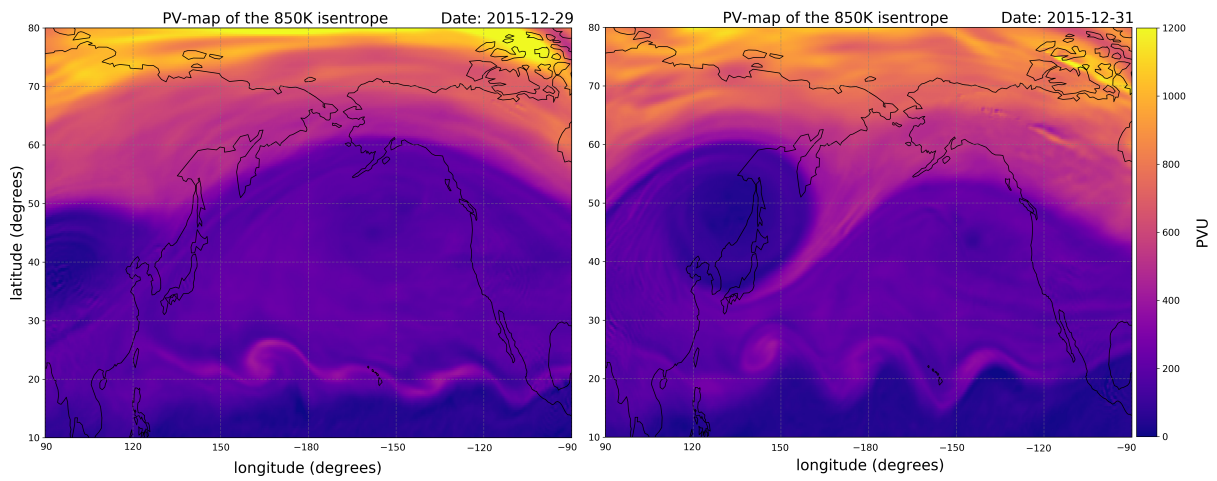 PV-map of the 850K isentrope Date: 2015-12-29
80
70
60
50
40
30
20
10
latitude (degrees)
90 120 150 −180 −150 −120 −90
longitude (degrees)
PV-map of the 850K isentrope Date: 2015-12-31
80
70
60
50
40
30
20
10
90 120 150 −180 −150 −120 −90
longitude (degrees)
1200
1000
800
600
400
200
0
PVU